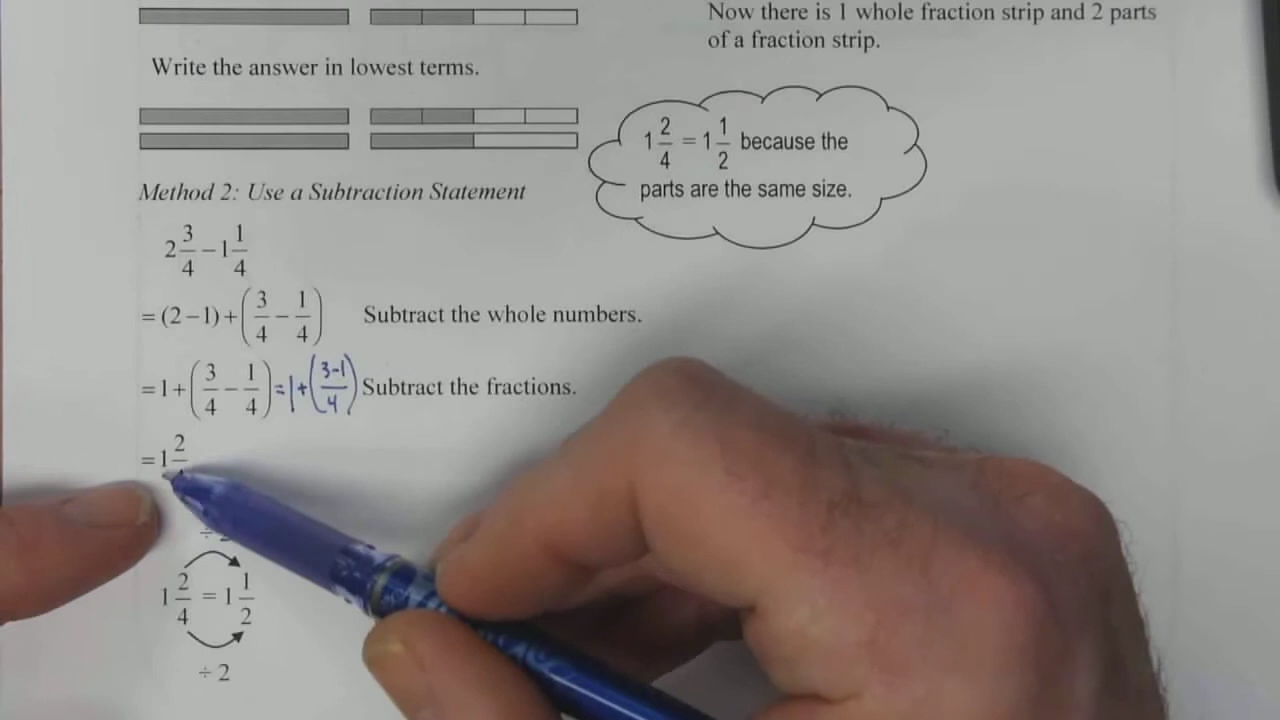 Now there is 1 whole fraction strip and 2 parts
of a fraction strip.
Write the answer in lowest terms.
1 2/4 = 1 1/2 because the
parts are the same size.
Method 2: Use a Subtraction Statement
2 3/4 − 1 1/4
= (2 − 1) + (3/4 − 1/4) Subtract the whole numbers.
= 1 + (3/4 − 1/4) = 1 + (3-1/4) Subtract the fractions.
= 1 2
÷
1 2/4 = 1 1/2
÷ 2